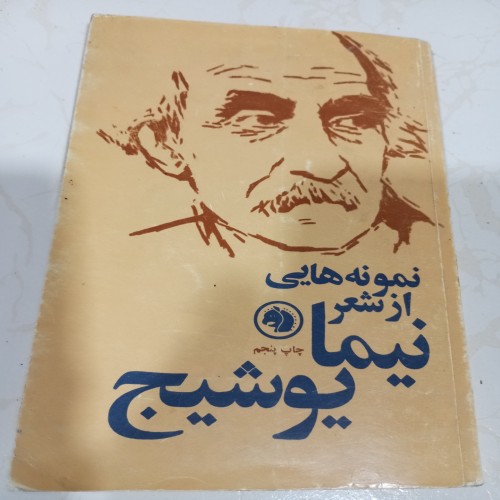 نمونه‌هایی
از شعر
نیما
چاپ پنجم
یوشیج